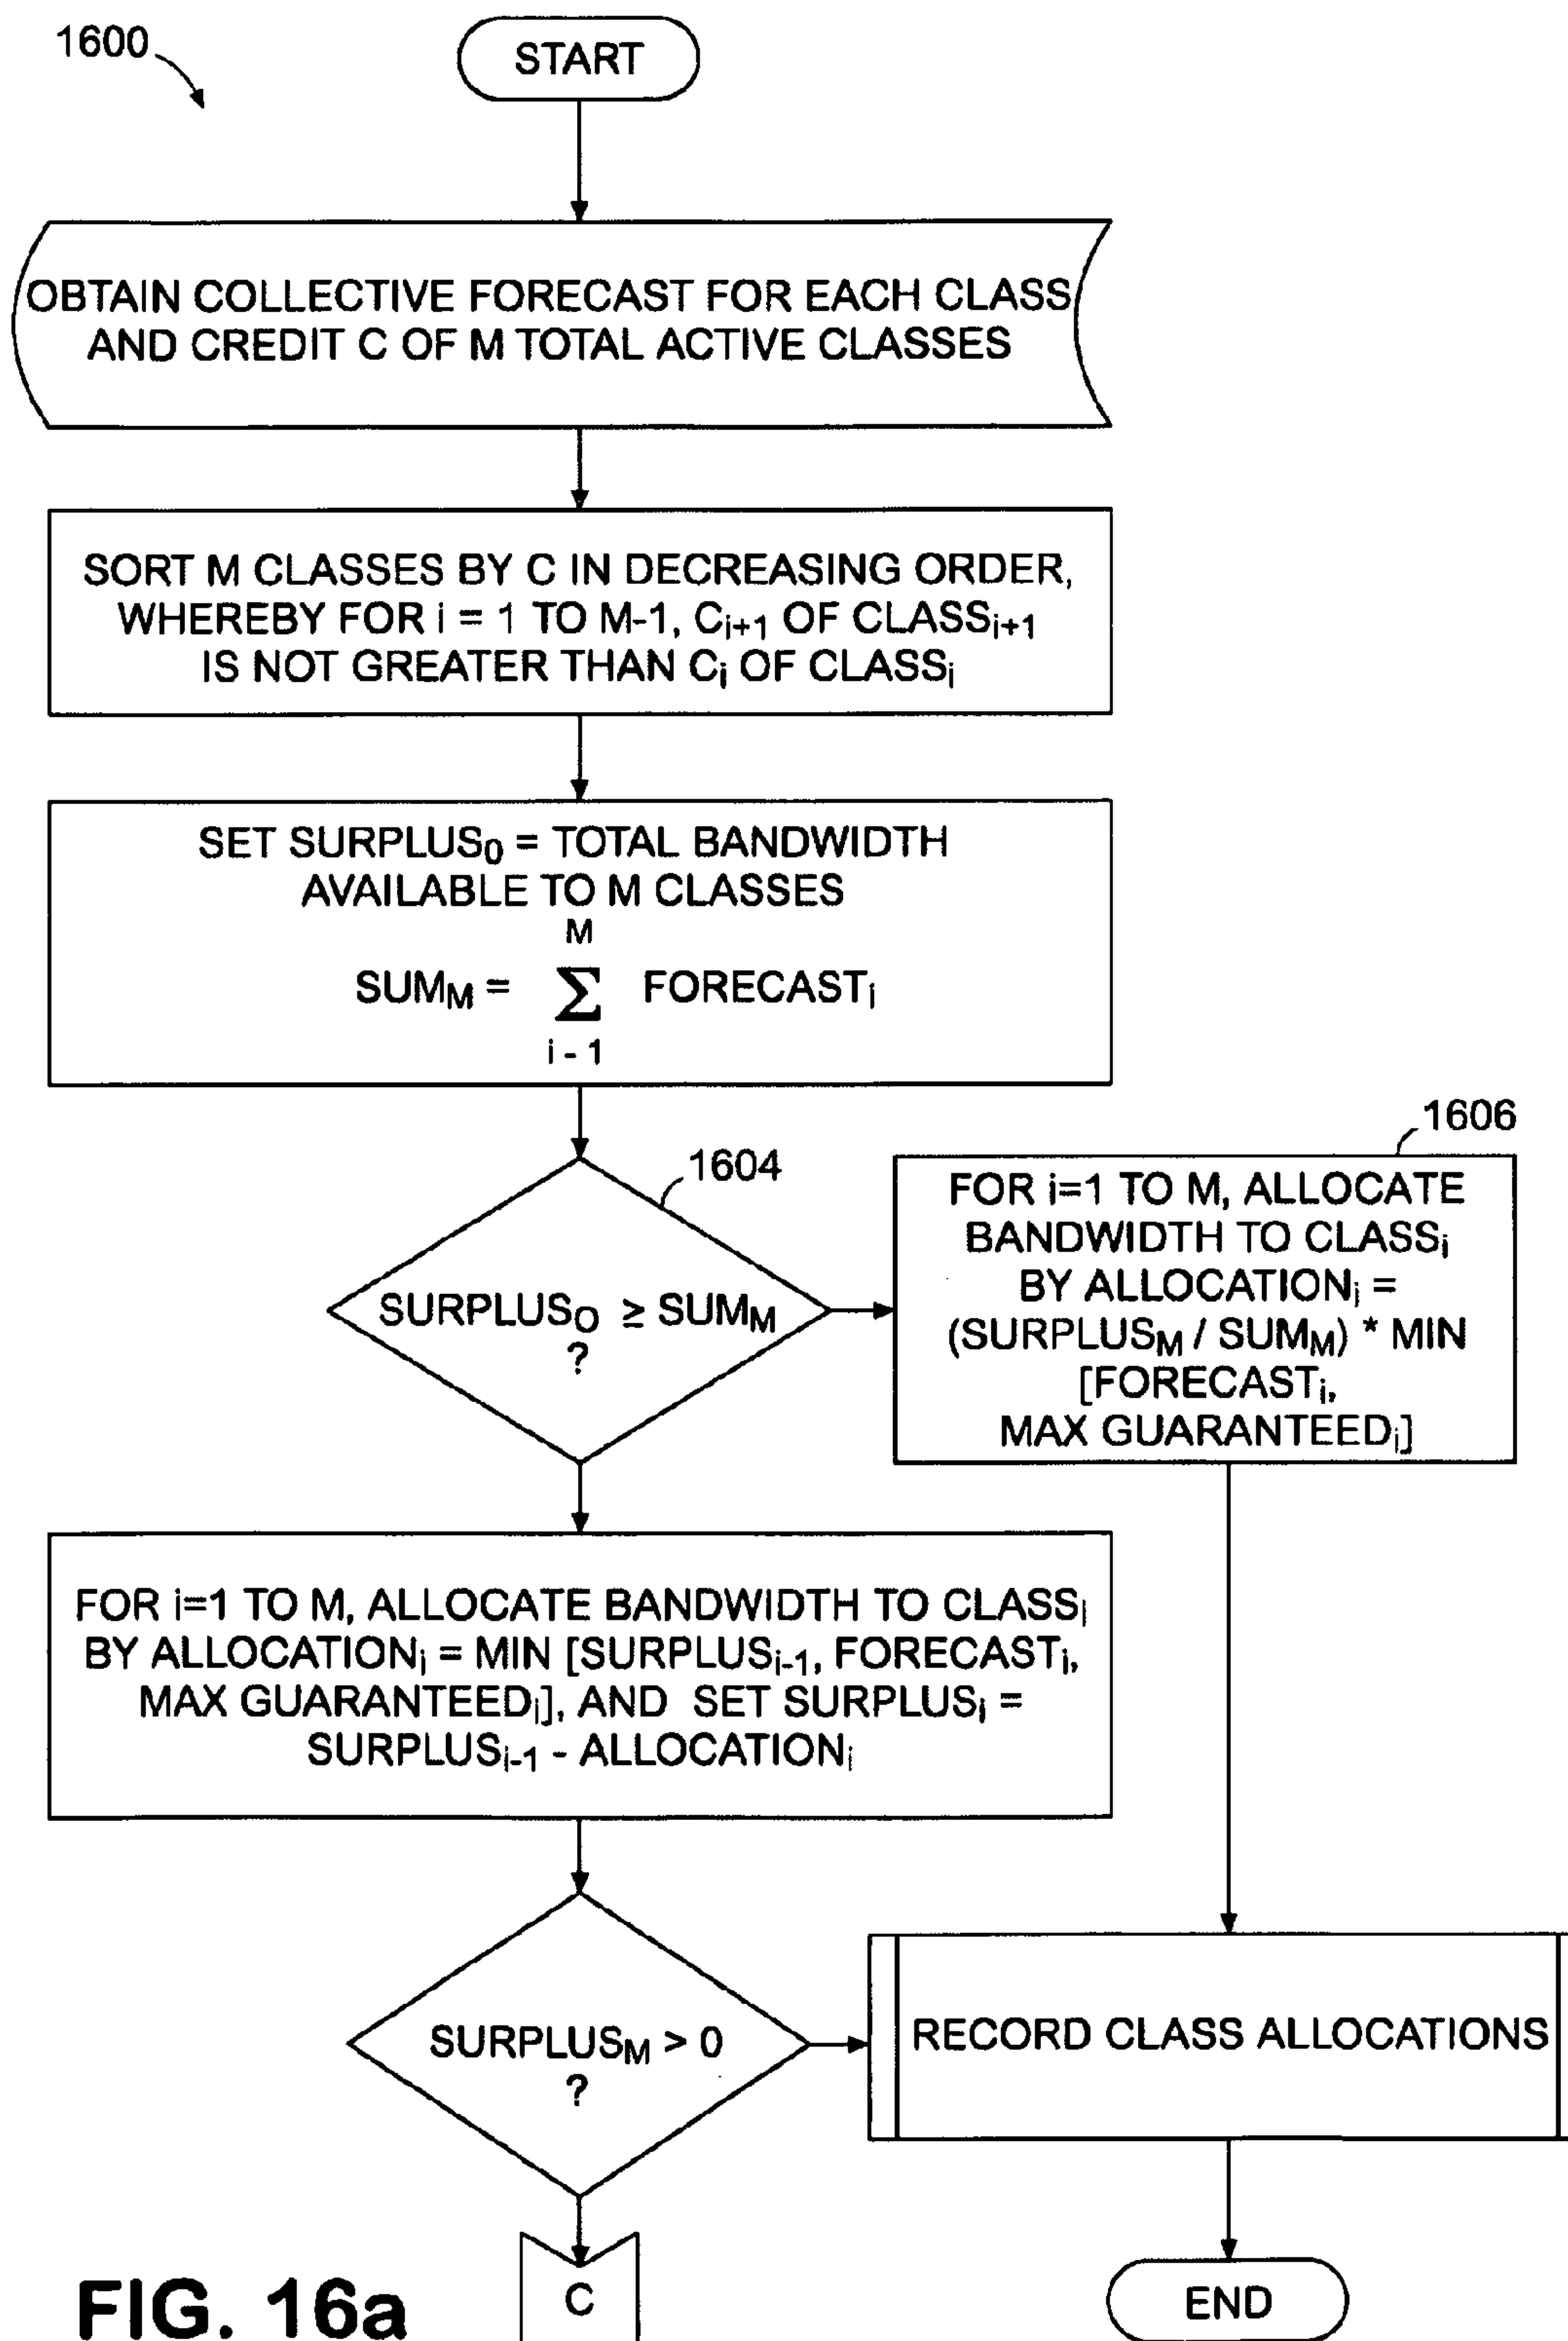 1600
START
OBTAIN COLLECTIVE FORECAST FOR EACH CLASS
AND CREDIT C OF M TOTAL ACTIVE CLASSES
SORT M CLASSES BY C IN DECREASING ORDER,
WHEREBY FOR i = 1 TO M-1, Ci+1 OF CLASSi+1
IS NOT GREATER THAN Ci OF CLASSi
SET SURPLUS0 = TOTAL BANDWIDTH
AVAILABLE TO M CLASSES
M
SUMM = Σ FORECASTi
i - 1
1604
SURPLUSO ≥ SUMM
?
1606
FOR i=1 TO M, ALLOCATE
BANDWIDTH TO CLASSi
BY ALLOCATIONi =
(SURPLUSM / SUMM) * MIN
[FORECASTi,
MAX GUARANTEEDi]
FOR i=1 TO M, ALLOCATE BANDWIDTH TO CLASSi
BY ALLOCATIONi = MIN [SURPLUSi-1, FORECASTi,
MAX GUARANTEEDi], AND SET SURPLUSi =
SURPLUSi-1 - ALLOCATIONi
SURPLUSM > 0
?
RECORD CLASS ALLOCATIONS
C
END
FIG. 16a